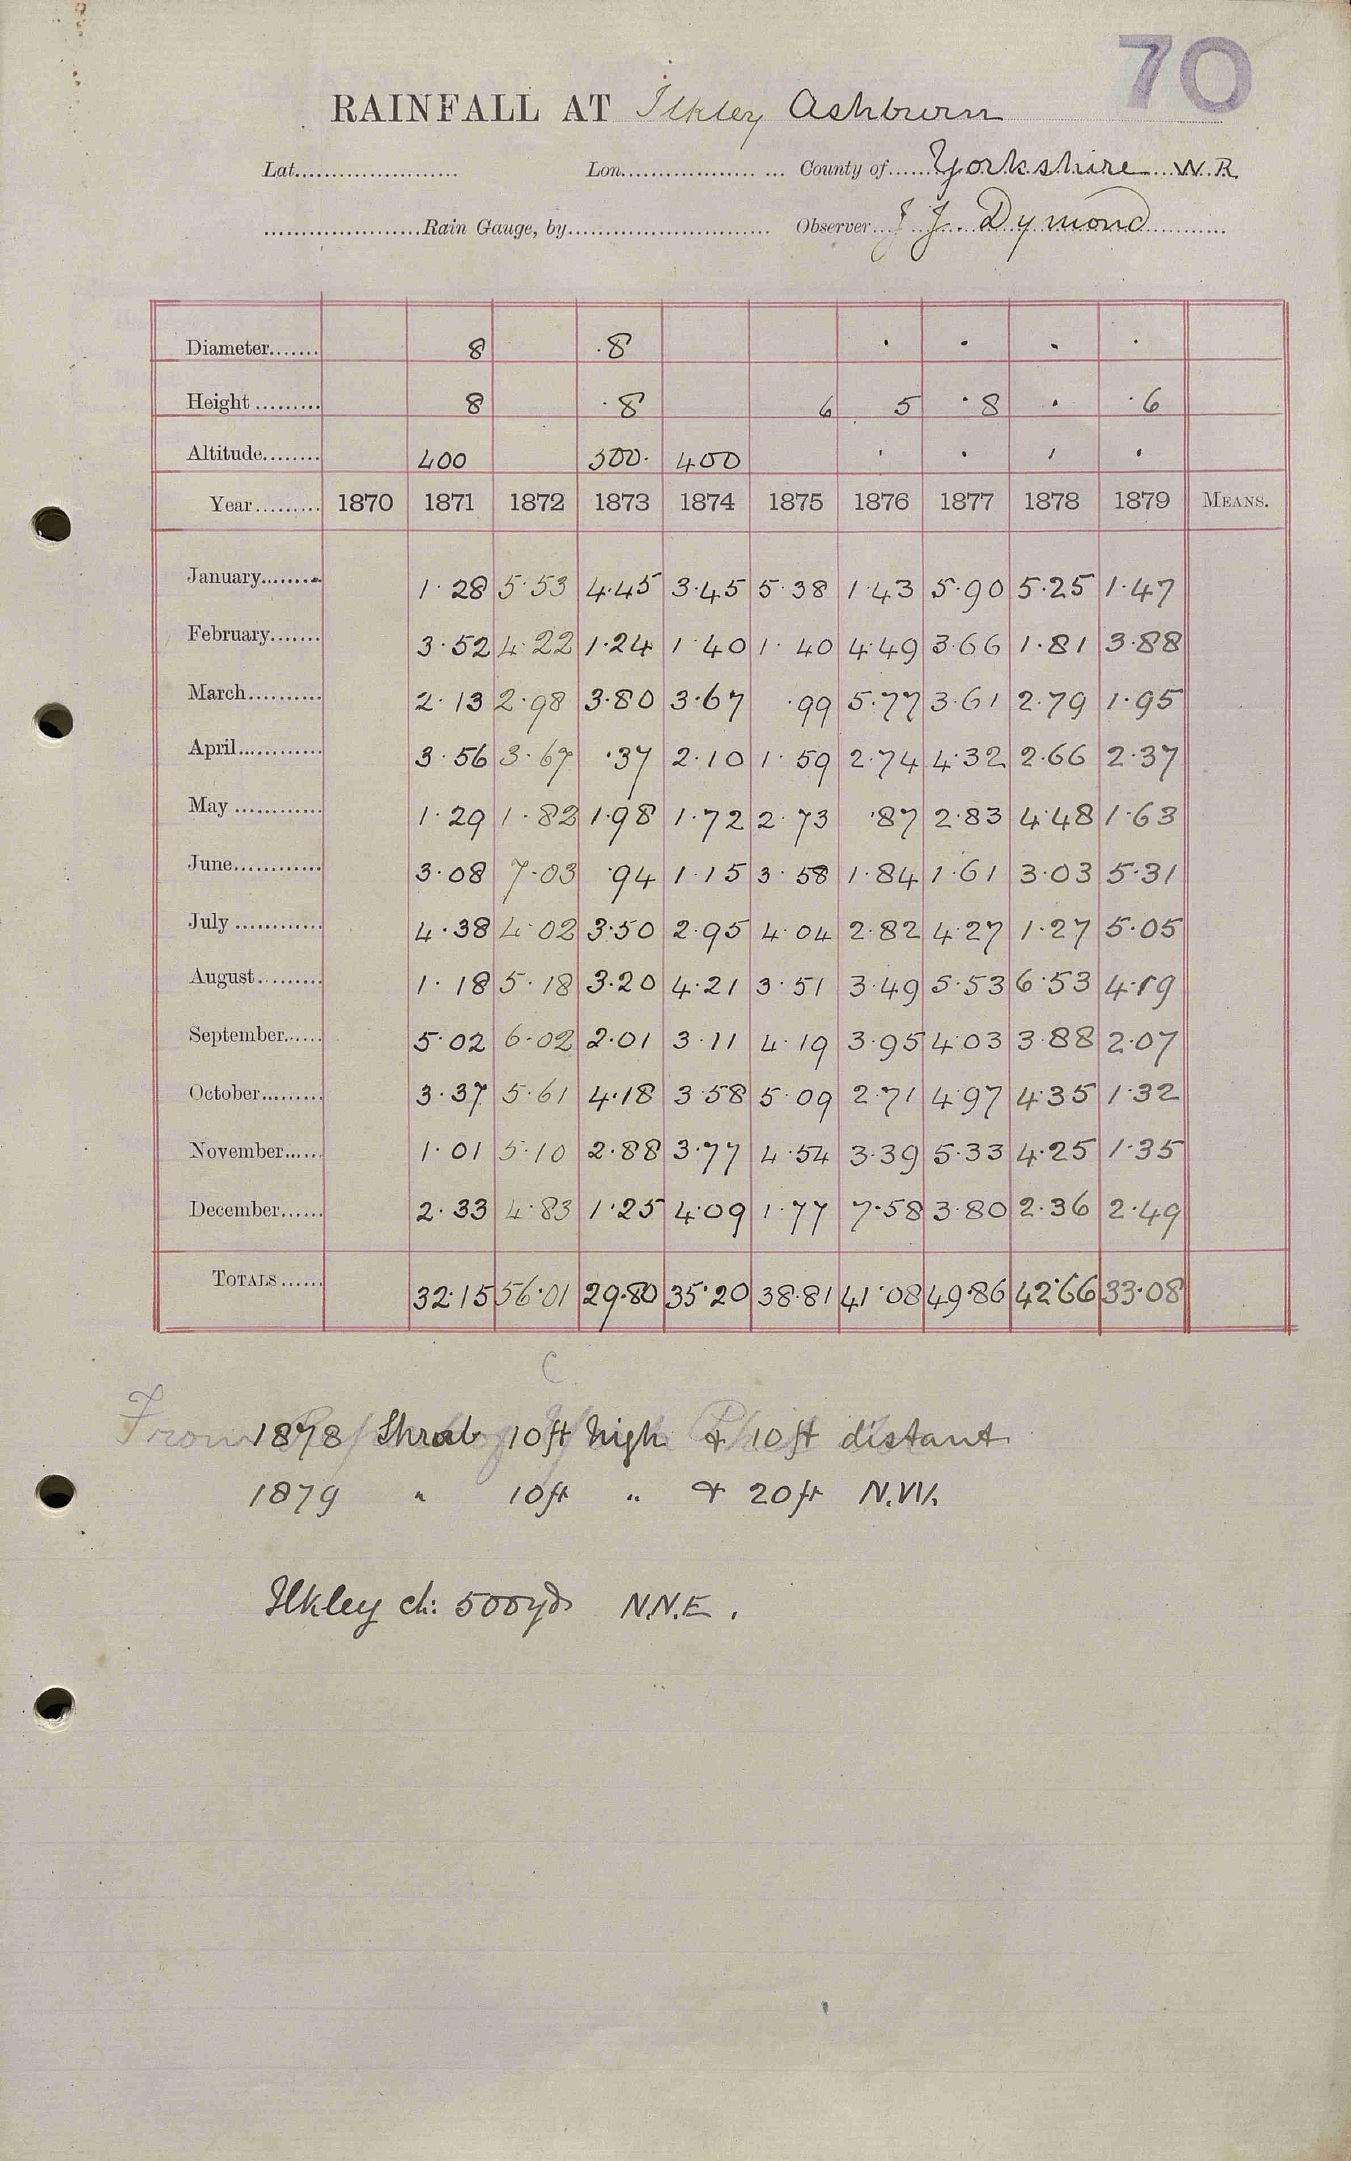 70
RAINFALL AT Ilkley Ashburn
Lat...................... Lon...................... County of......Yorkshire W.R.
......................Rain Gauge, by........................... Observer...J J. Dymond
Diameter....... 8 ·8 · · · ·
Height......... 8 ·8 6 5 ·8 · ·6
Altitude........ 400 500· 400 · · · ·
Year......... 1870 1871 1872 1873 1874 1875 1876 1877 1878 1879 MEANS.
January......... 1·28 5·53 4·45 3·45 5·38 1·43 5·90 5·25 1·47
February....... 3·52 4·22 1·24 1·40 1·40 4·49 3·66 1·81 3·88
March.......... 2·13 2·98 3·80 3·67 ·99 5·77 3·61 2·79 1·95
April............ 3·56 3·67 ·37 2·10 1·59 2·74 4·32 2·66 2·37
May ............ 1·29 1·82 1·98 1·72 2·73 ·87 2·83 4·48 1·63
June............ 3·08 7·03 ·94 1·15 3·58 1·84 1·61 3·03 5·31
July ............ 4·38 4·02 3·50 2·95 4·04 2·82 4·27 1·27 5·05
August......... 1·18 5·18 3·20 4·21 3·51 3·49 5·53 6·53 4·19
September...... 5·02 6·02 2·01 3·11 4·19 3·95 4·03 3·88 2·07
October......... 3·37 5·61 4·18 3·58 5·09 2·71 4·97 4·35 1·32
November...... 1·01 5·10 2·88 3·77 4·54 3·39 5·33 4·25 1·35
December...... 2·33 4·83 1·25 4·09 1·77 7·58 3·80 2·36 2·49
TOTALS...... 32·15 56·01 29·80 35·20 38·81 41·08 49·86 42·66 33·08
C
From
1878 Shrub 10ft high & 10ft distant
1879 " 10ft " & 20ft N.W.
Ilkley ch: 500yds N.N.E.